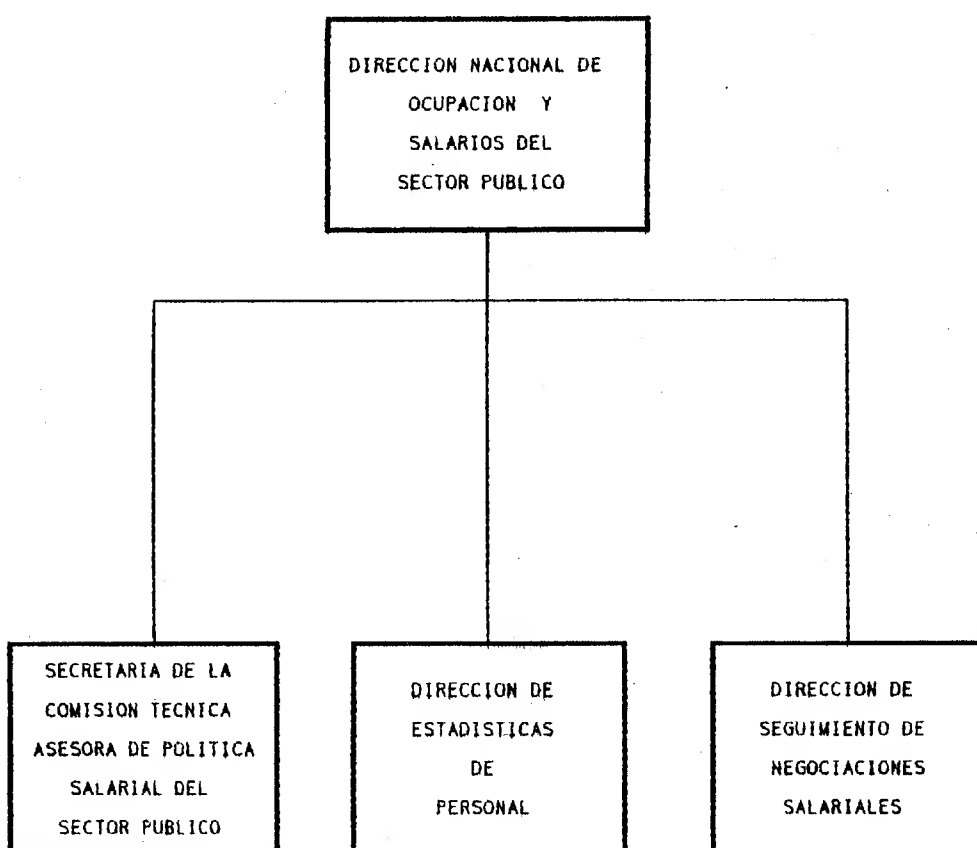 DIRECCION NACIONAL DE
OCUPACION Y
SALARIOS DEL
SECTOR PUBLICO
SECRETARIA DE LA
COMISION TECNICA
ASESORA DE POLITICA
SALARIAL DEL
SECTOR PUBLICO
DIRECCION DE
ESTADISTICAS
DE
PERSONAL
DIRECCION DE
SEGUIMIENTO DE
NEGOCIACIONES
SALARIALES